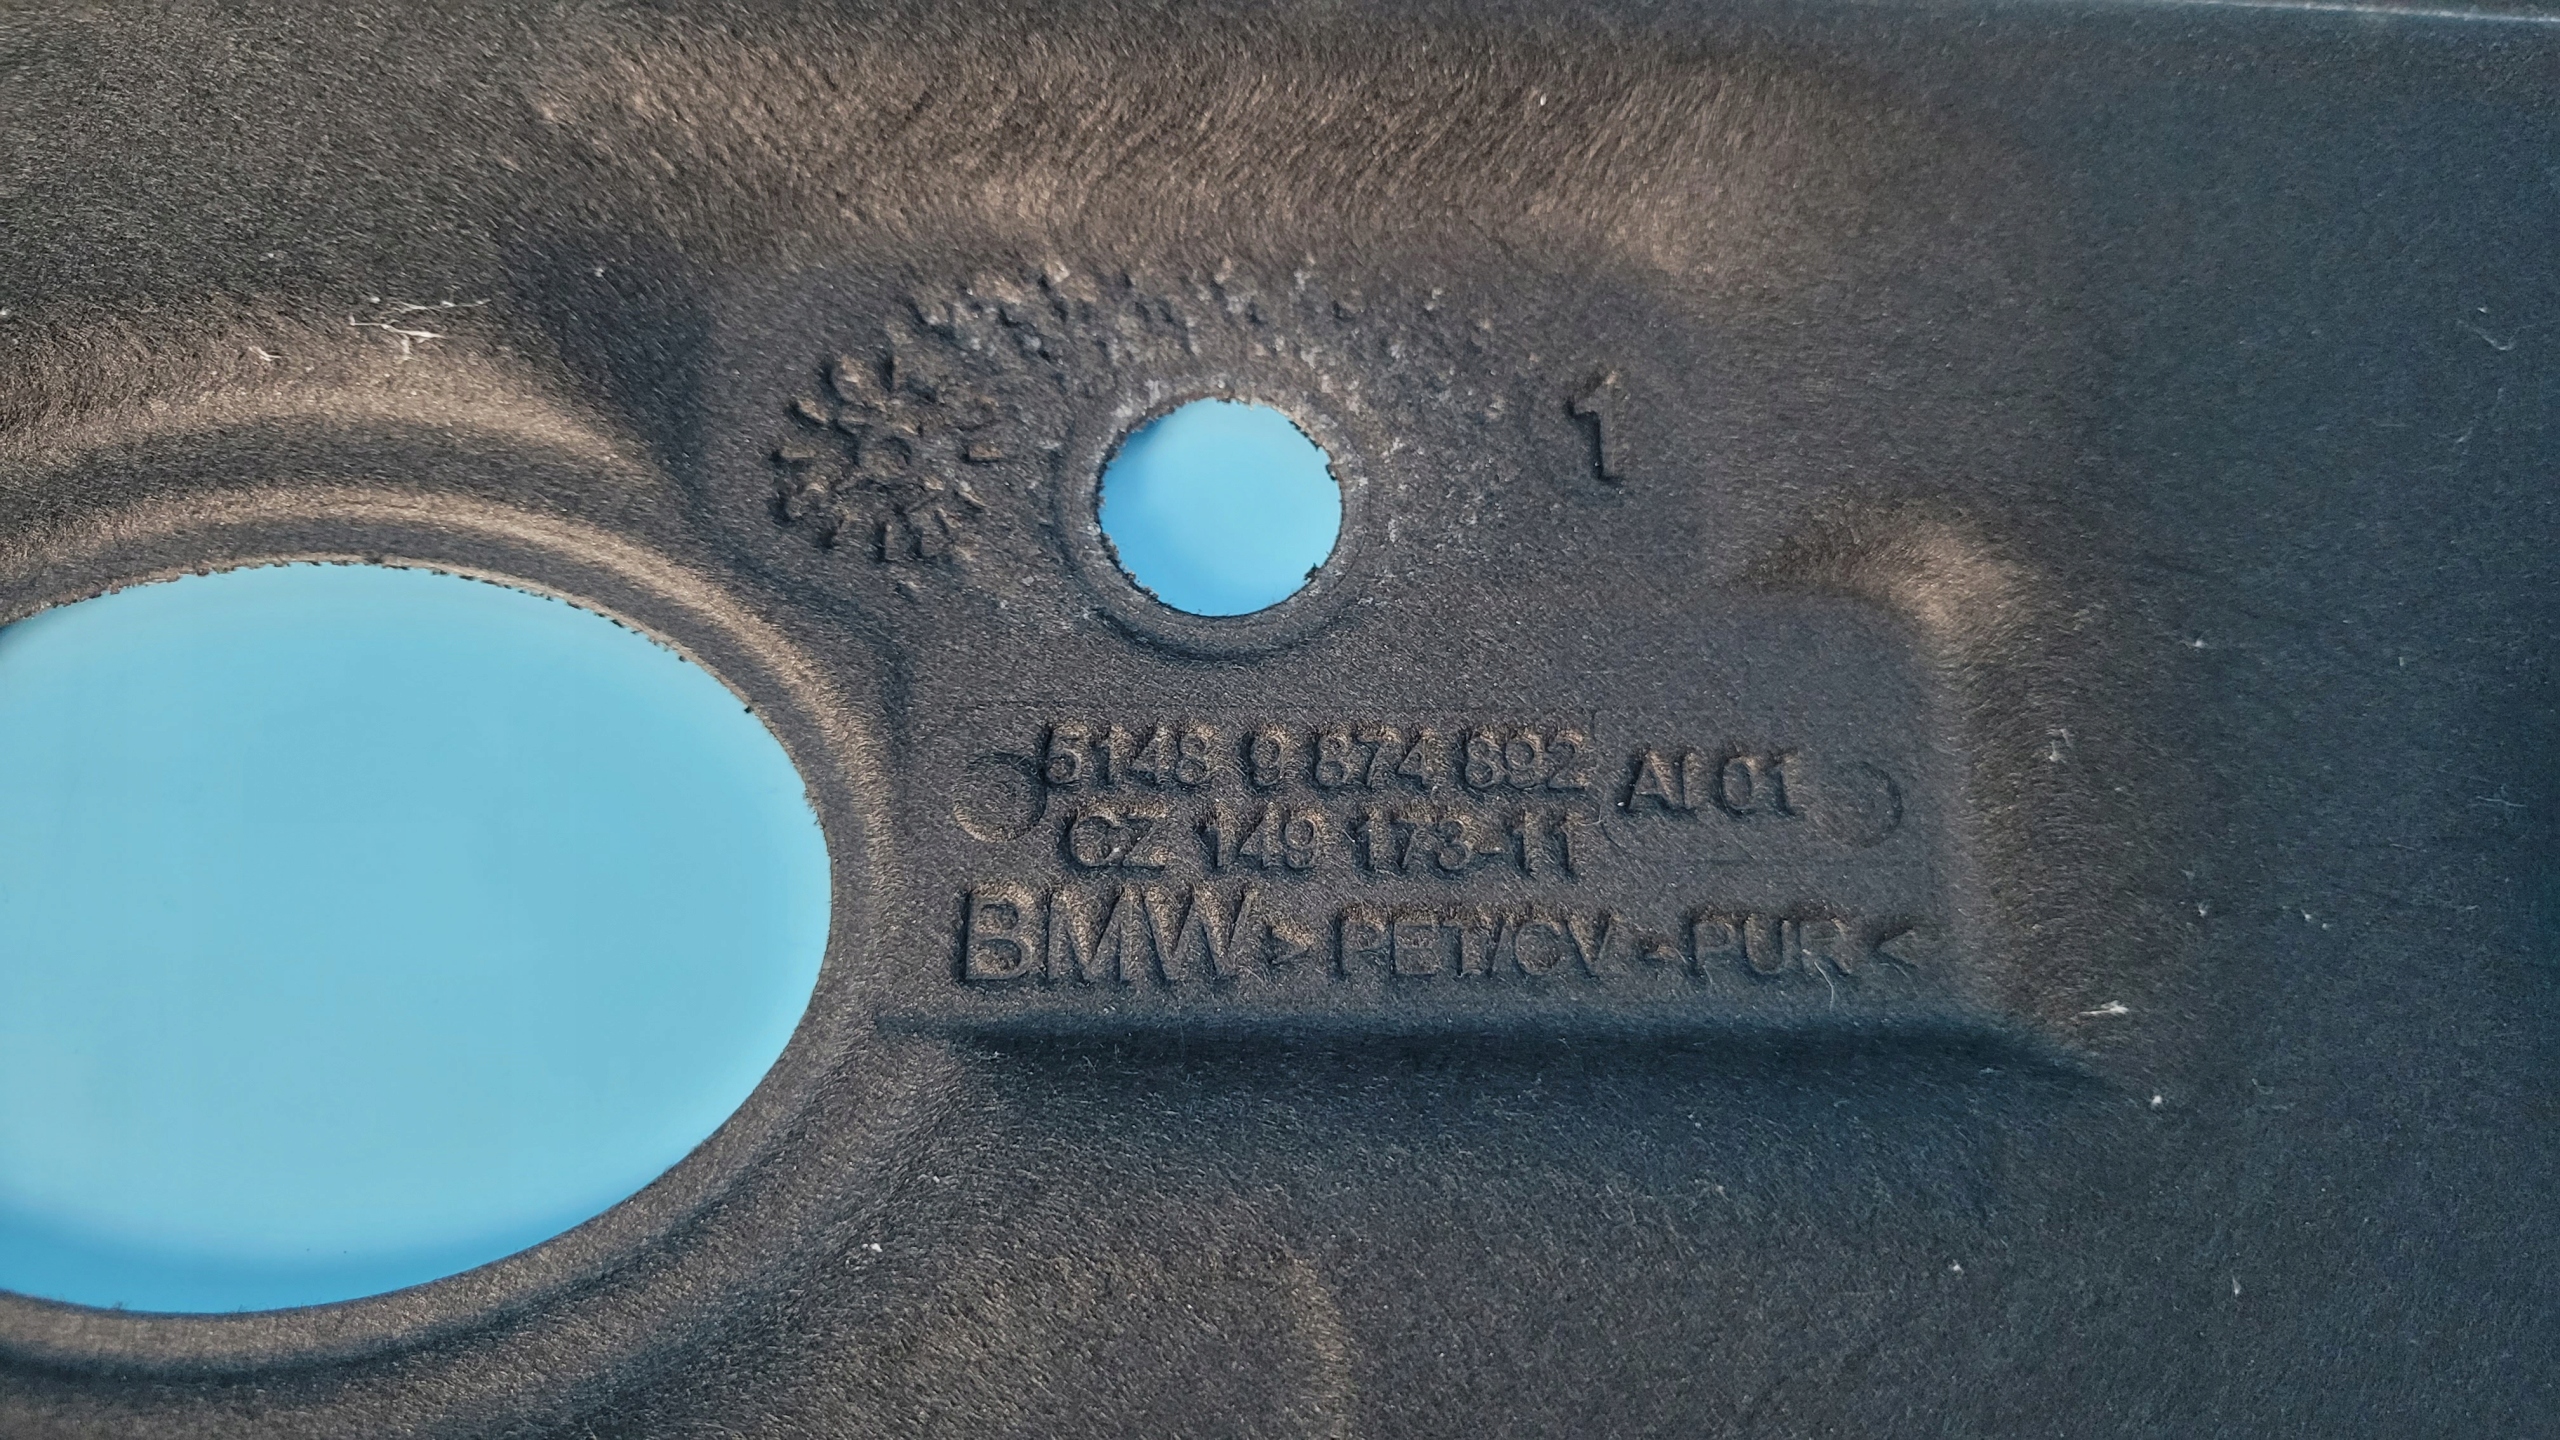 1
5148 9 874 892 AI 01
CZ 149 173-11
BMW >PET/CV + PUR<